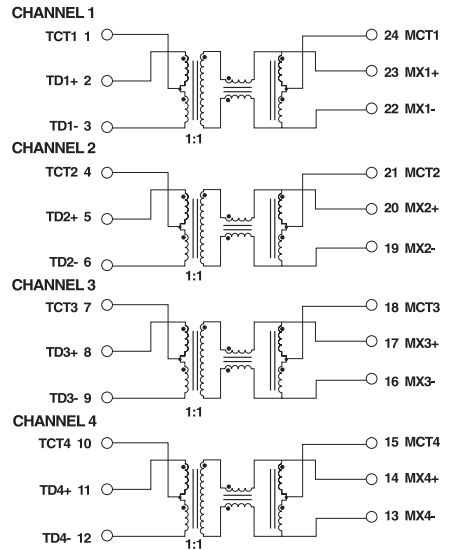 CHANNEL 1
TCT1 1
24 MCT1
TD1+ 2
23 MX1+
22 MX1-
TD1- 3
1:1
CHANNEL 2
TCT2 4
21 MCT2
TD2+ 5
20 MX2+
19 MX2-
TD2- 6
1:1
CHANNEL 3
TCT3 7
18 MCT3
TD3+ 8
17 MX3+
16 MX3-
TD3- 9
1:1
CHANNEL 4
TCT4 10
15 MCT4
TD4+ 11
14 MX4+
13 MX4-
TD4- 12
1:1